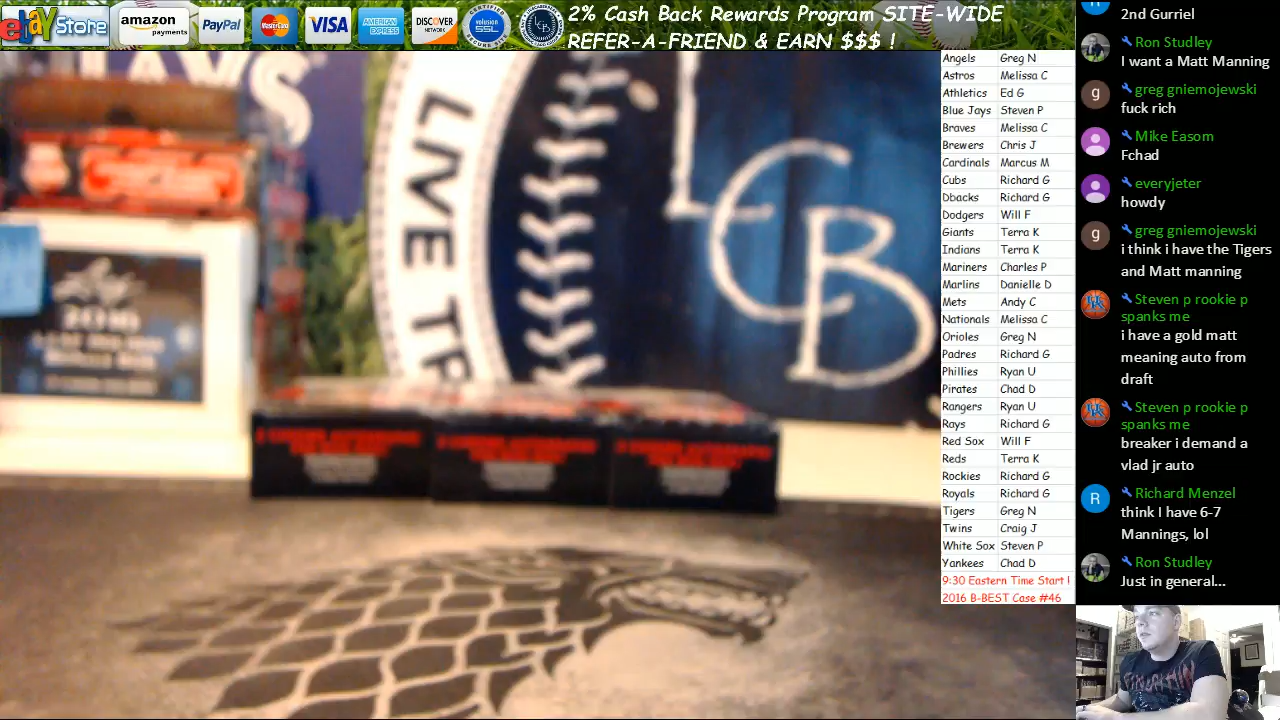 ebay Store
amazon
payments
PayPal
MasterCard
VISA
AMERICAN
EXPRESS
DISCOVER
NETWORK
CERTIFIED
volusion
SSL
SECURE SITE
2% Cash Back Rewards Program SITE-WIDE
REFER-A-FRIEND & EARN $$$ !
LIVE
CB
2016
Angels Greg N
Astros Melissa C
Athletics Ed G
Blue Jays Steven P
Braves Melissa C
Brewers Chris J
Cardinals Marcus M
Cubs Richard G
Dbacks Richard G
Dodgers Will F
Giants Terra K
Indians Terra K
Mariners Charles P
Marlins Danielle D
Mets Andy C
Nationals Melissa C
Orioles Greg N
Padres Richard G
Phillies Ryan U
Pirates Chad D
Rangers Ryan U
Rays Richard G
Red Sox Will F
Reds Terra K
Rockies Richard G
Royals Richard G
Tigers Greg N
Twins Craig J
White Sox Steven P
Yankees Chad D
9:30 Eastern Time Start !
2016 B-BEST Case #46
2nd Gurriel
Ron Studley
I want a Matt Manning
greg gniemojewski
fuck rich
Mike Easom
Fchad
everyjeter
howdy
greg gniemojewski
i think i have the Tigers
and Matt manning
Steven p rookie p
spanks me
i have a gold matt
meaning auto from
draft
Steven p rookie p
spanks me
breaker i demand a
vlad jr auto
Richard Menzel
think I have 6-7
Mannings, lol
Ron Studley
Just in general...